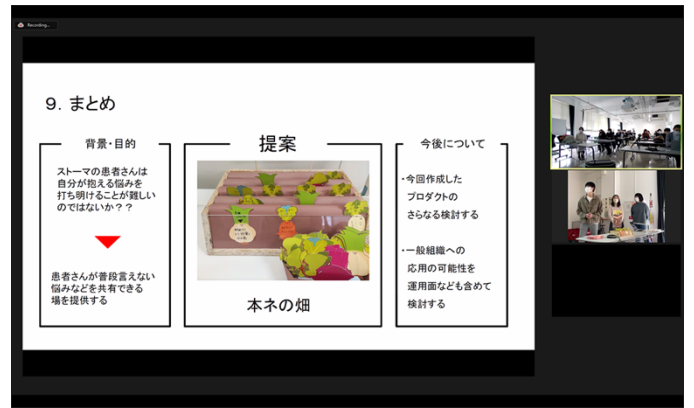 Recording...
9. まとめ
背景・目的
ストーマの患者さんは
自分が抱える悩みを
打ち明けることが難しい
のではないか??
患者さんが普段言えない
悩みなどを共有できる
場を提供する
提案
本ネの畑
今後について
・今回作成した
プロダクトの
さらなる検討する
・一般組織への
応用の可能性を
運用面なども含めて
検討する